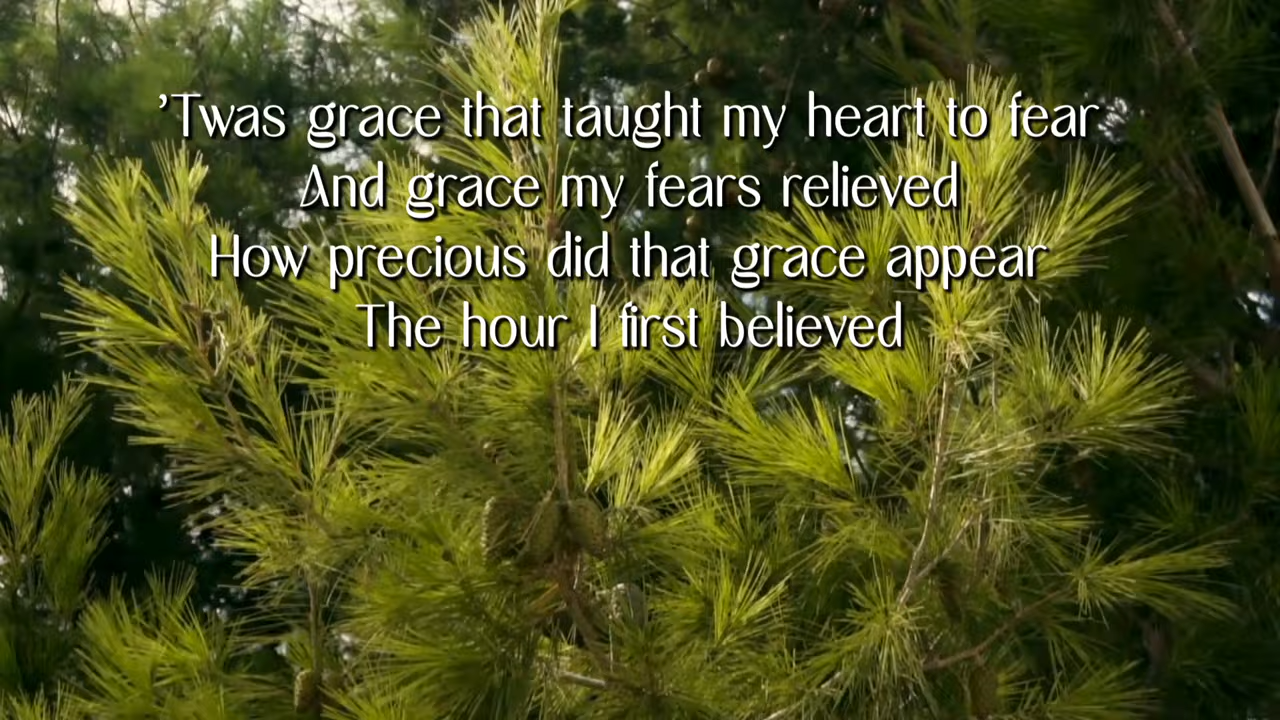 ’Twas grace that taught my heart to fear
And grace my fears relieved
How precious did that grace appear
The hour I first believed